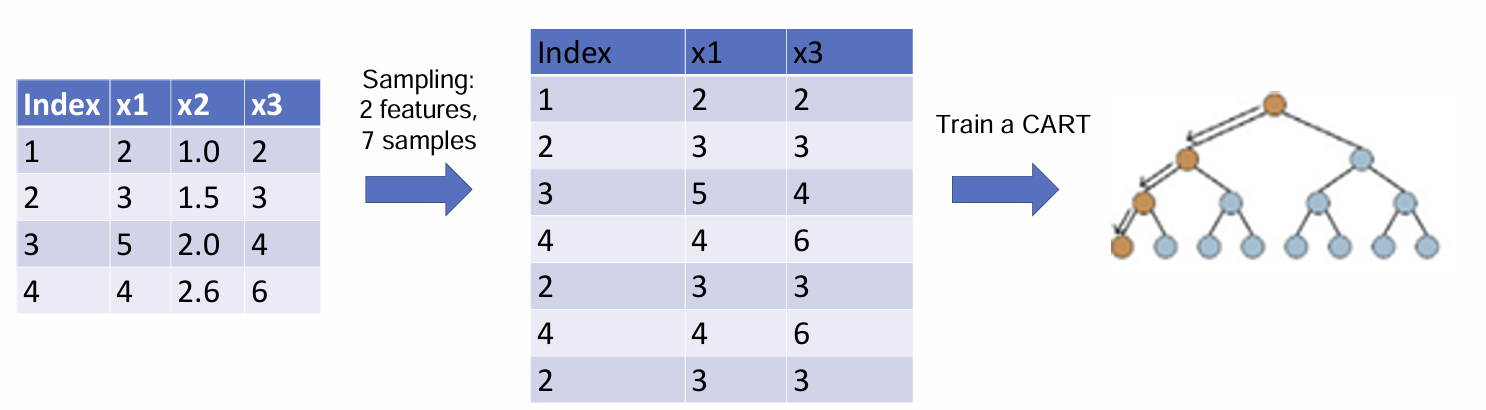 Index x1 x2 x3
1 2 1.0 2
2 3 1.5 3
3 5 2.0 4
4 4 2.6 6
Sampling:
2 features,
7 samples
Index x1 x3
1 2 2
2 3 3
3 5 4
4 4 6
2 3 3
4 4 6
2 3 3
Train a CART